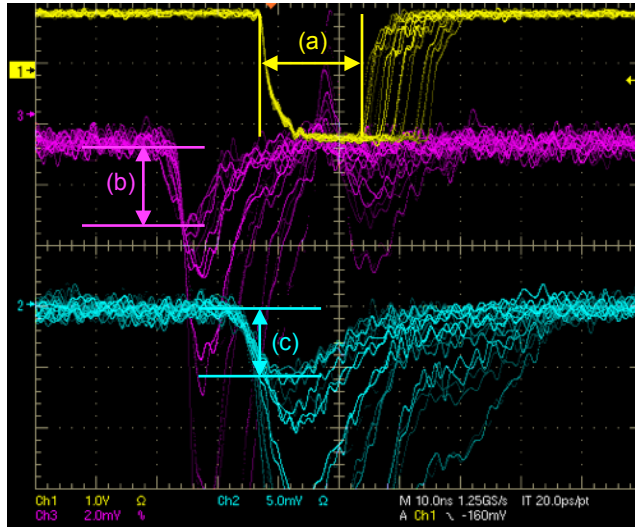 (a)
1
3
(b)
2
(c)
Ch1 1.0V Ω Ch2 5.0mV Ω M 10.0ns 1.25GS/s IT 20.0ps/pt
Ch3 2.0mV A Ch1 -160mV